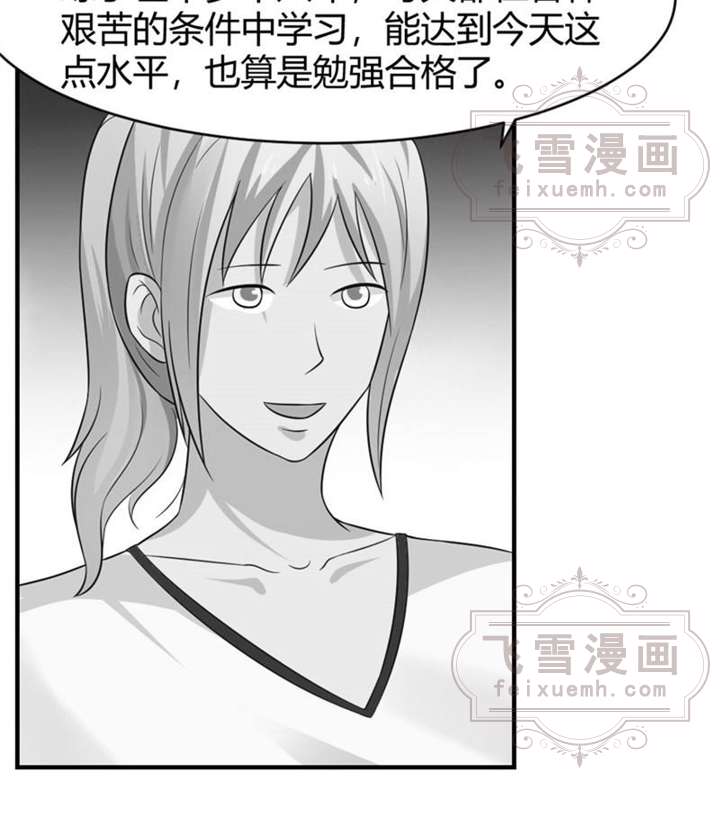 艰苦的条件中学习，能达到今天这
点水平，也算是勉强合格了。
飞雪漫画
feixuemh.com
飞雪漫画
feixuemh.com